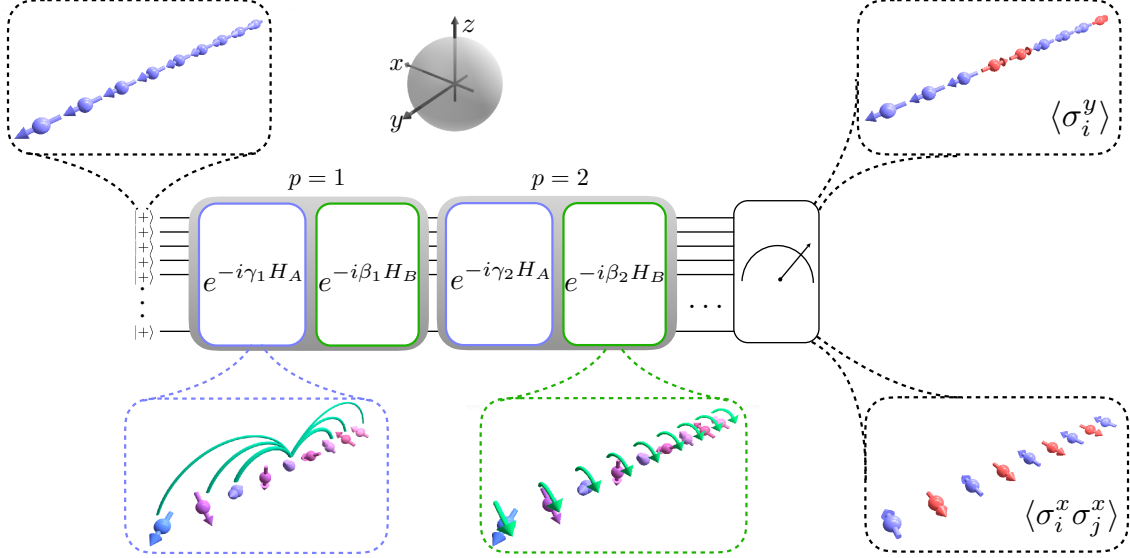 z
x
y
⟨σ_i^y⟩
p = 1
p = 2
|+⟩
|+⟩
|+⟩
|+⟩
|+⟩
|+⟩
e^{-iγ_1 H_A}
e^{-iβ_1 H_B}
e^{-iγ_2 H_A}
e^{-iβ_2 H_B}
⟨σ_i^x σ_j^x⟩